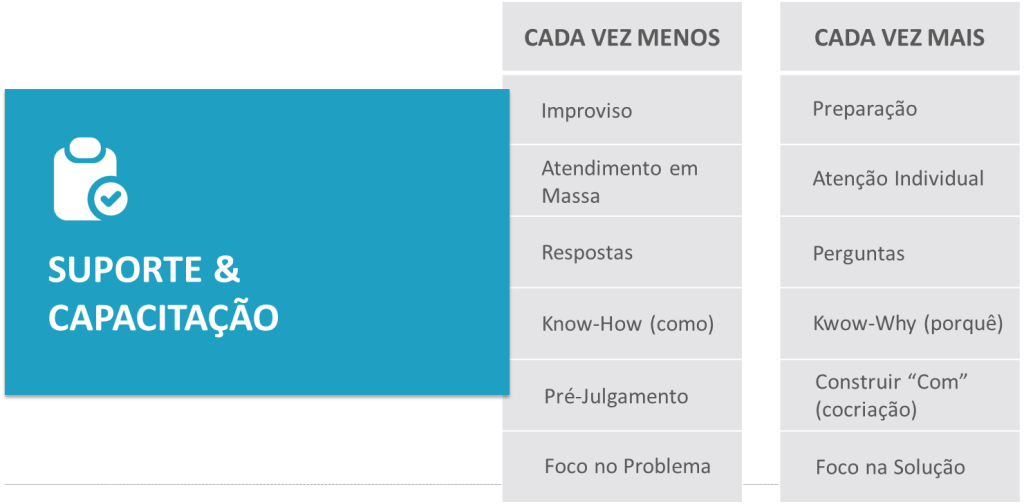 SUPORTE &
CAPACITAÇÃO
CADA VEZ MENOS
Improviso
Atendimento em
Massa
Respostas
Know-How (como)
Pré-Julgamento
Foco no Problema
CADA VEZ MAIS
Preparação
Atenção Individual
Perguntas
Kwow-Why (porquê)
Construir “Com”
(cocriação)
Foco na Solução